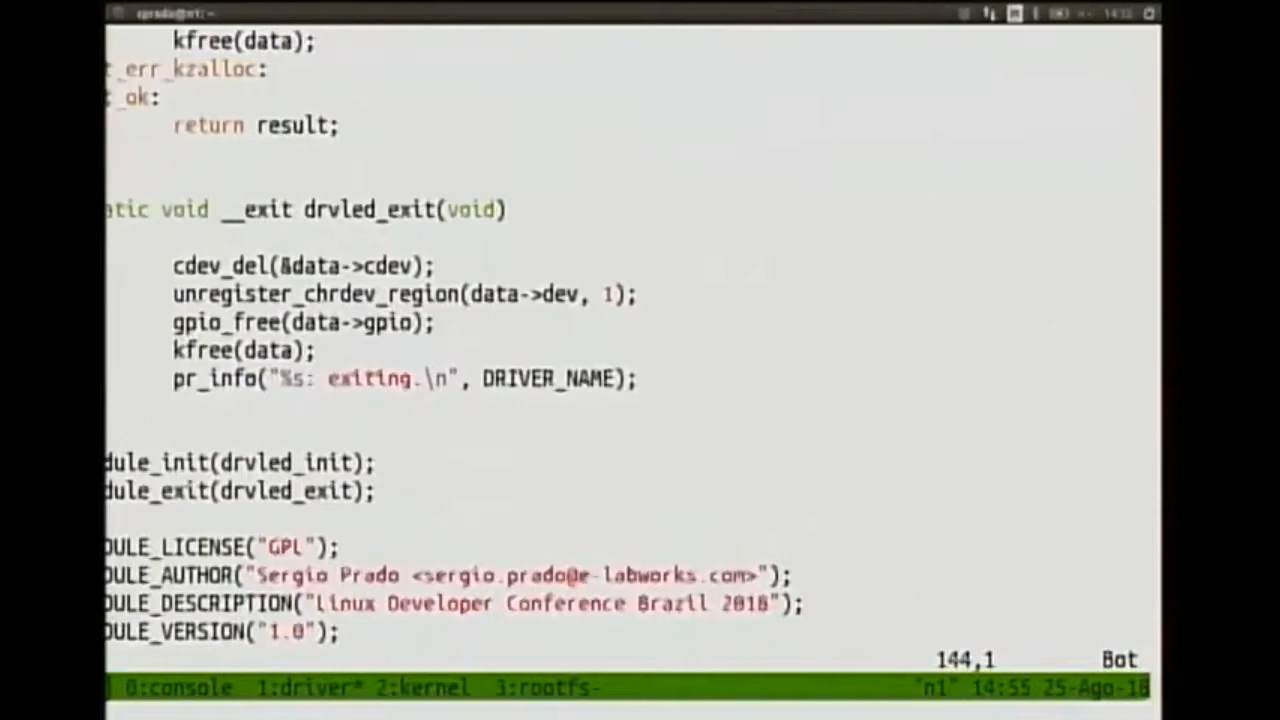 kfree(data);
t_err_kzalloc:
t_ok:
return result;
atic void __exit drvled_exit(void)
cdev_del(&data->cdev);
unregister_chrdev_region(data->dev, 1);
gpio_free(data->gpio);
kfree(data);
pr_info("%s: exiting.\n", DRIVER_NAME);
dule_init(drvled_init);
dule_exit(drvled_exit);
DULE_LICENSE("GPL");
DULE_AUTHOR("Sergio Prado <sergio.prado@e-labworks.com>");
DULE_DESCRIPTION("Linux Developer Conference Brazil 2018");
DULE_VERSION("1.0");
144,1 Bot
0:console 1:driver* 2:kernel 3:rootfs- "n1" 14:55 25-Ago-18